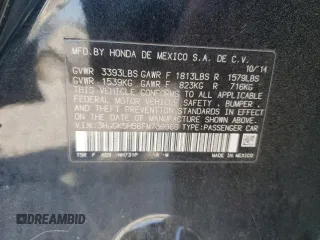 MFD.BY HONDA DE MEXICO S.A. DE C.V.
10/14
GVWR 3393LBS GAWR F 1813LBS R 1579LBS
GVWR 1539KG GAWR F 823KG R 716KG
THIS VEHICLE CONFORMS TO ALL APPLICABLE
FEDERAL MOTOR VEHICLE SAFETY, BUMPER, AND
THEFT PREVENTION STANDARDS IN EFFECT ON
THE DATE OF MANUFACTURE SHOWN ABOVE.
V.I.N: TYPE:PASSENGER CAR
MADE IN MEXICO
DEARBIDDIND